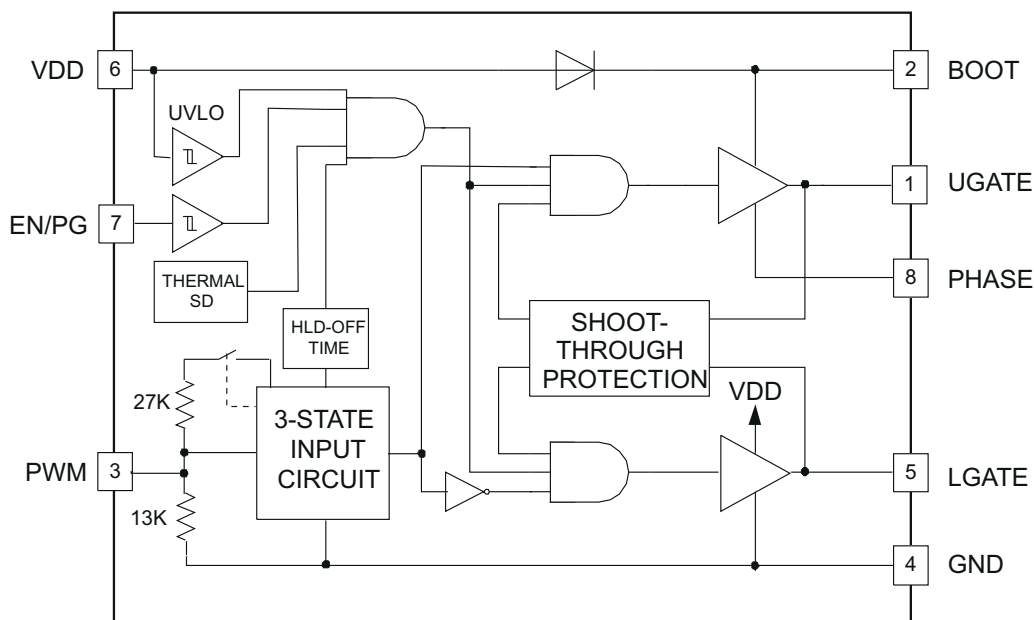 VDD 6
2 BOOT
UVLO
1 UGATE
EN/PG 7
THERMAL
SD
8 PHASE
HLD-OFF
TIME
SHOOT-
THROUGH
PROTECTION
27K
VDD
3-STATE
INPUT
CIRCUIT
PWM 3
5 LGATE
13K
4 GND